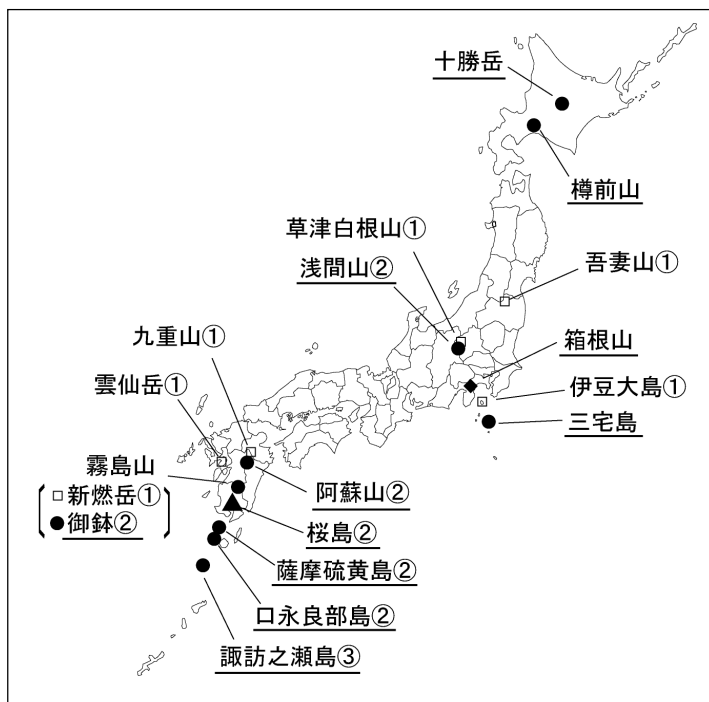 十勝岳
樽前山
草津白根山①
浅間山②
吾妻山①
九重山①
箱根山
雲仙岳①
伊豆大島①
三宅島
霧島山
□新燃岳①
●御鉢②
阿蘇山②
桜島②
薩摩硫黄島②
口永良部島②
諏訪之瀬島③